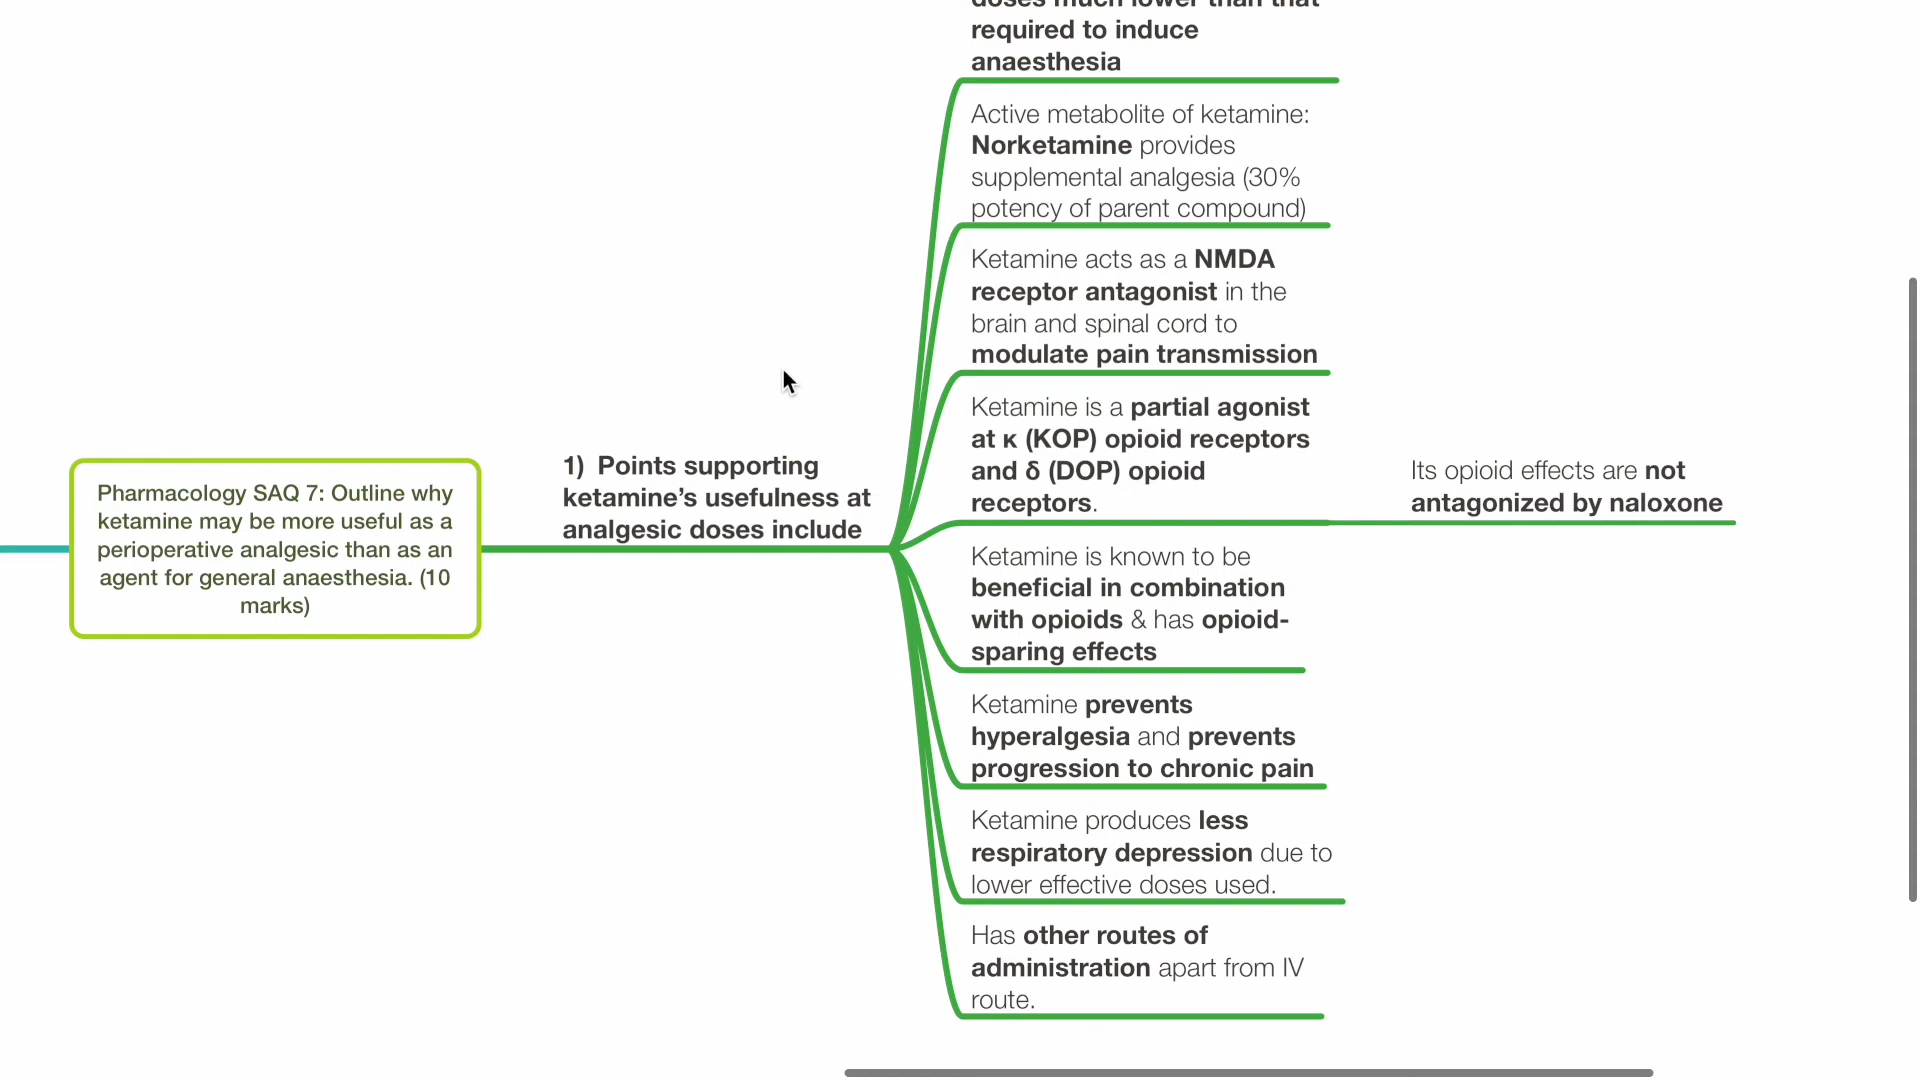 Pharmacology SAQ 7: Outline why
ketamine may be more useful as a
perioperative analgesic than as an
agent for general anaesthesia. (10
marks)
1)  Points supporting
ketamine’s usefulness at
analgesic doses include
doses much lower than that
required to induce
anaesthesia
Active metabolite of ketamine:
Norketamine provides
supplemental analgesia (30%
potency of parent compound)
Ketamine acts as a NMDA
receptor antagonist in the
brain and spinal cord to
modulate pain transmission
Ketamine is a partial agonist
at κ (KOP) opioid receptors
and δ (DOP) opioid
receptors.
Its opioid effects are not
antagonized by naloxone
Ketamine is known to be
beneficial in combination
with opioids & has opioid-
sparing effects
Ketamine prevents
hyperalgesia and prevents
progression to chronic pain
Ketamine produces less
respiratory depression due to
lower effective doses used.
Has other routes of
administration apart from IV
route.